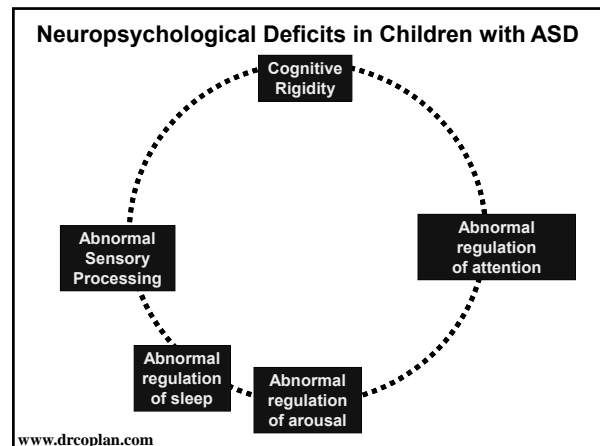 Neuropsychological Deficits in Children with ASD
Cognitive
Rigidity
Abnormal
regulation
of attention
Abnormal
Sensory
Processing
Abnormal
regulation
of sleep
Abnormal
regulation
of arousal
www.drcoplan.com